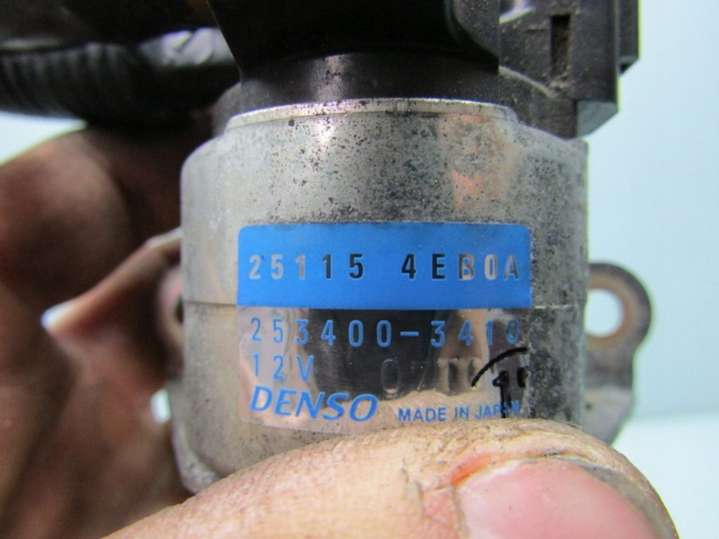 25115 4EB0A
253400-3410
12V
DENSO MADE IN JAPAN